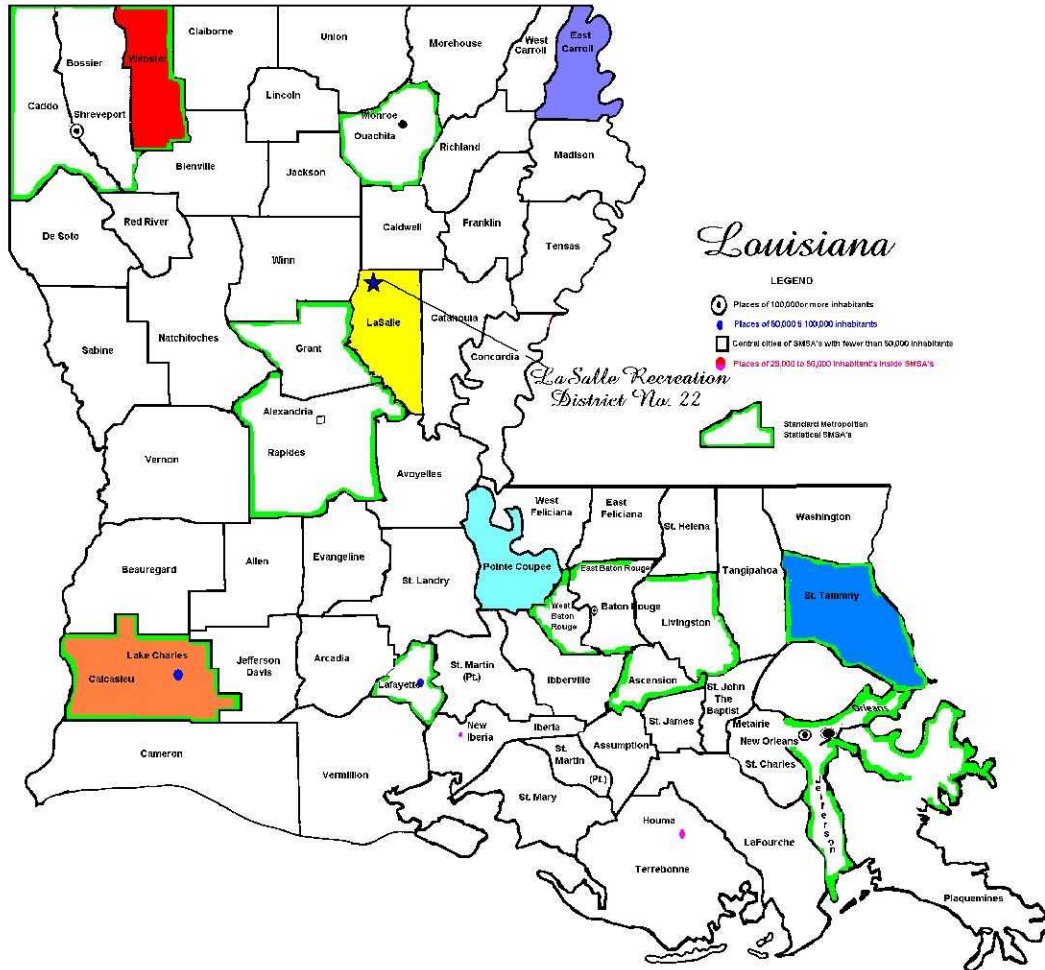 Claiborne
Union
Morehouse
West
Carroll
East
Carroll
Bossier
Webster
Caddo
Shreveport
Lincoln
Monroe
Ouachita
Richland
Madison
Bienville
Jackson
De Soto
Red River
Winn
Caldwell
Franklin
Tensas
Louisiana
LEGEND
Places of 100,000or more inhabitants
Places of 50,000 to 100,000 inhabitants
Central cities of SMSA's with fewer than 50,000 inhabitants
Places of 25,000 to 50,000 inhabitant's inside SMSA's
Standard Metropolitian
Statistical SMSA's
Sabine
Natchitoches
Grant
LaSalle
Catahoula
Concordia
LaSalle Recreation
District No. 22
Alexandria
Rapides
Vernon
Avoyelles
West
Feliciana
East
Feliciana
St. Helena
Washington
Beauregard
Allen
Evangeline
St. Landry
Pointe Coupee
East Baton Rouge
West
Baton
Rouge
Baton Rouge
Livingston
Tangipahoa
St. Tammny
Lake Charles
Calcasieu
Jefferson
Davis
Arcadia
Lafayette
St. Martin
(Pt.)
Ibberville
Ascension
St. John
The
Baptist
St. James
Cameron
Vermillion
New
Iberia
Iberia
St.
Martin
(Pt.)
Assumption
Metairie
New Orleans
Orleans
St. Charles
Jefferson
St. Mary
Houma
Terrebonne
LaFourche
Plaquemines